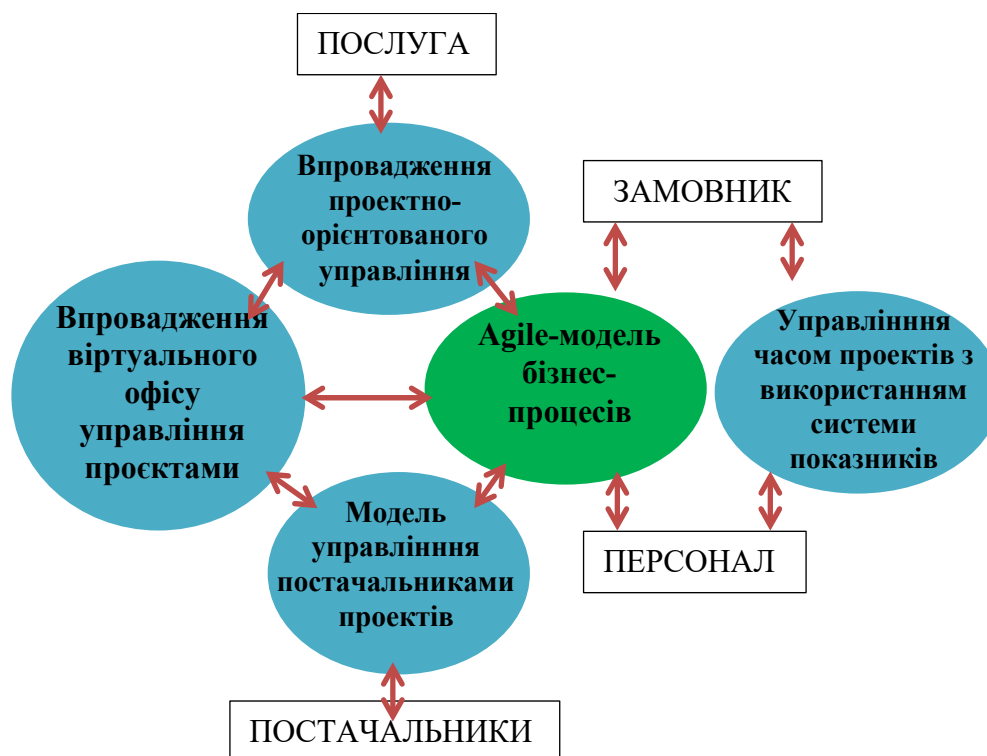 ПОСЛУГА
Впровадження
проектно-
орієнтованого
управління
ЗАМОВНИК
Впровадження
віртуального
офісу
управління
проєктами
Agile-модель
бізнес-
процесів
Управлінння
часом проектів з
використанням
системи
показників
Модель
управлінння
постачальниками
проектів
ПЕРСОНАЛ
ПОСТАЧАЛЬНИКИ